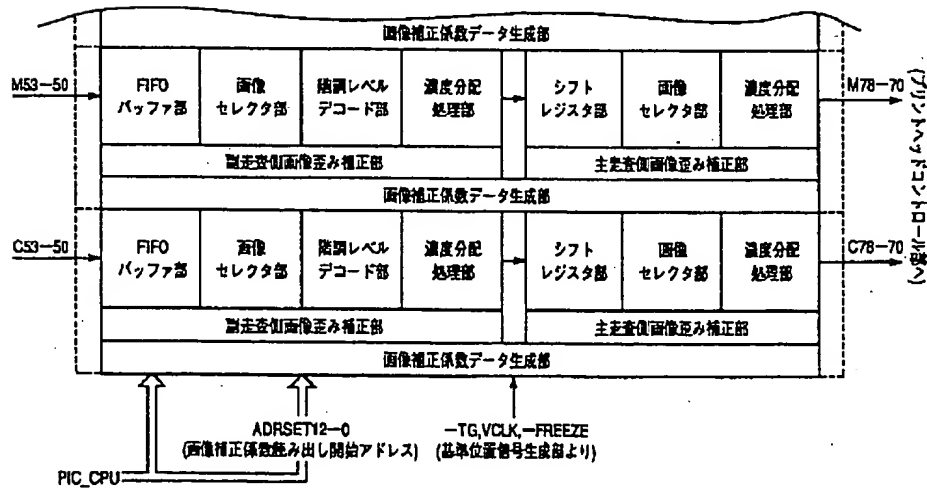 画像補正係数データ生成部
M53−50
FIFO
バッファ部
画像
セレクタ部
階調レベル
デコード部
濃度分配
処理部
シフト
レジスタ部
画像
セレクタ部
濃度分配
処理部
M78−70
副走査側画像歪み補正部
主走査側画像歪み補正部
画像補正係数データ生成部
C53−50
FIFO
バッファ部
画像
セレクタ部
階調レベル
デコード部
濃度分配
処理部
シフト
レジスタ部
画像
セレクタ部
濃度分配
処理部
C78−70
(プリントヘッドコントロール部へ)
副走査側画像歪み補正部
主走査側画像歪み補正部
画像補正係数データ生成部
ADRSET12−0
(画像補正係数読み出し開始アドレス)
−TG,VCLK,−FREEZE
(基準位置信号生成部より)
PIC_CPU